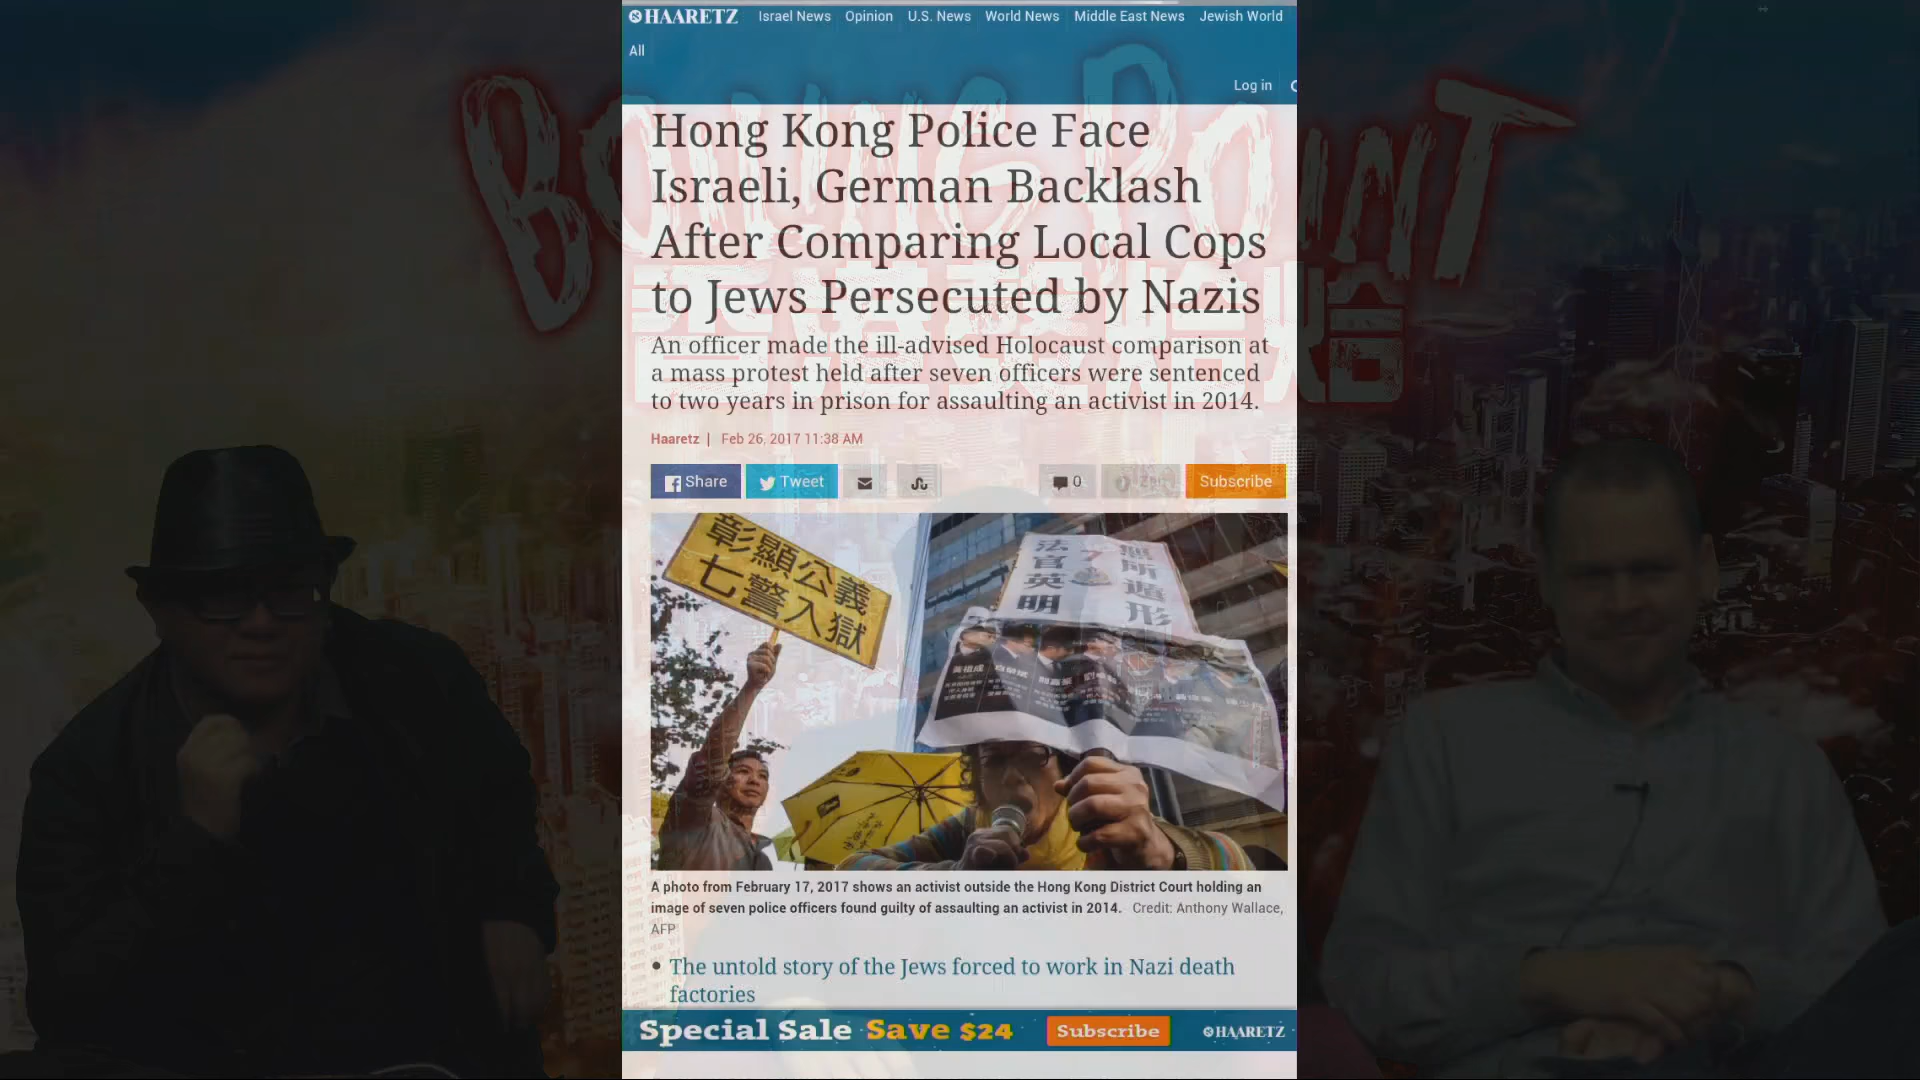 HAARETZ Israel News Opinion U.S. News World News Middle East News Jewish World
All
Log in
BOILING POINT
Hong Kong Police Face
Israeli, German Backlash
After Comparing Local Cops
to Jews Persecuted by Nazis
An officer made the ill-advised Holocaust comparison at
a mass protest held after seven officers were sentenced
to two years in prison for assaulting an activist in 2014.
Haaretz | Feb 26, 2017 11:38 AM
Share Tweet 0 Zen Subscribe
彰顯公義
七警入獄
法官英明
無所遁形
A photo from February 17, 2017 shows an activist outside the Hong Kong District Court holding an
image of seven police officers found guilty of assaulting an activist in 2014. Credit: Anthony Wallace,
AFP
• The untold story of the Jews forced to work in Nazi death
factories
Special Sale Save $24 Subscribe HAARETZ